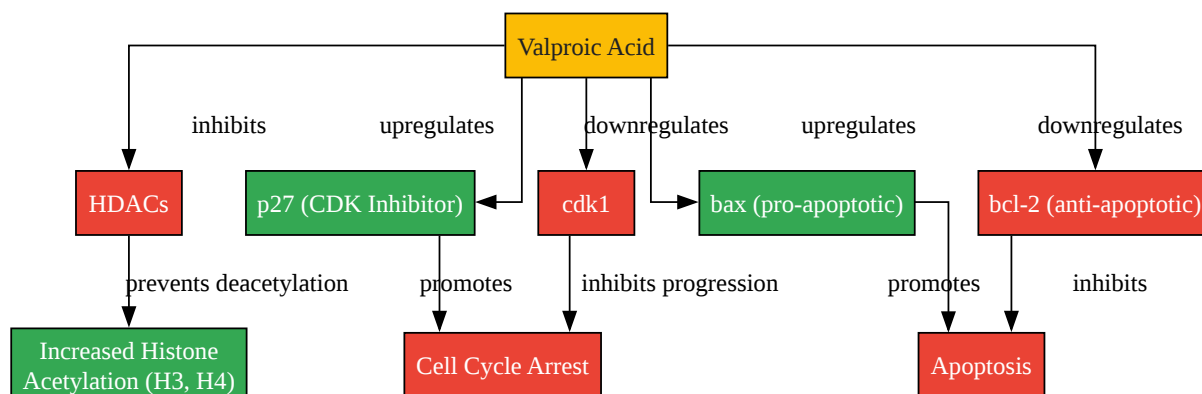 Valproic Acid
inhibits
upregulates
downregulates
upregulates
downregulates
HDACs
p27 (CDK Inhibitor)
cdk1
bax (pro-apoptotic)
bcl-2 (anti-apoptotic)
prevents deacetylation
promotes
inhibits progression
promotes
inhibits
Increased Histone
Acetylation (H3, H4)
Cell Cycle Arrest
Apoptosis